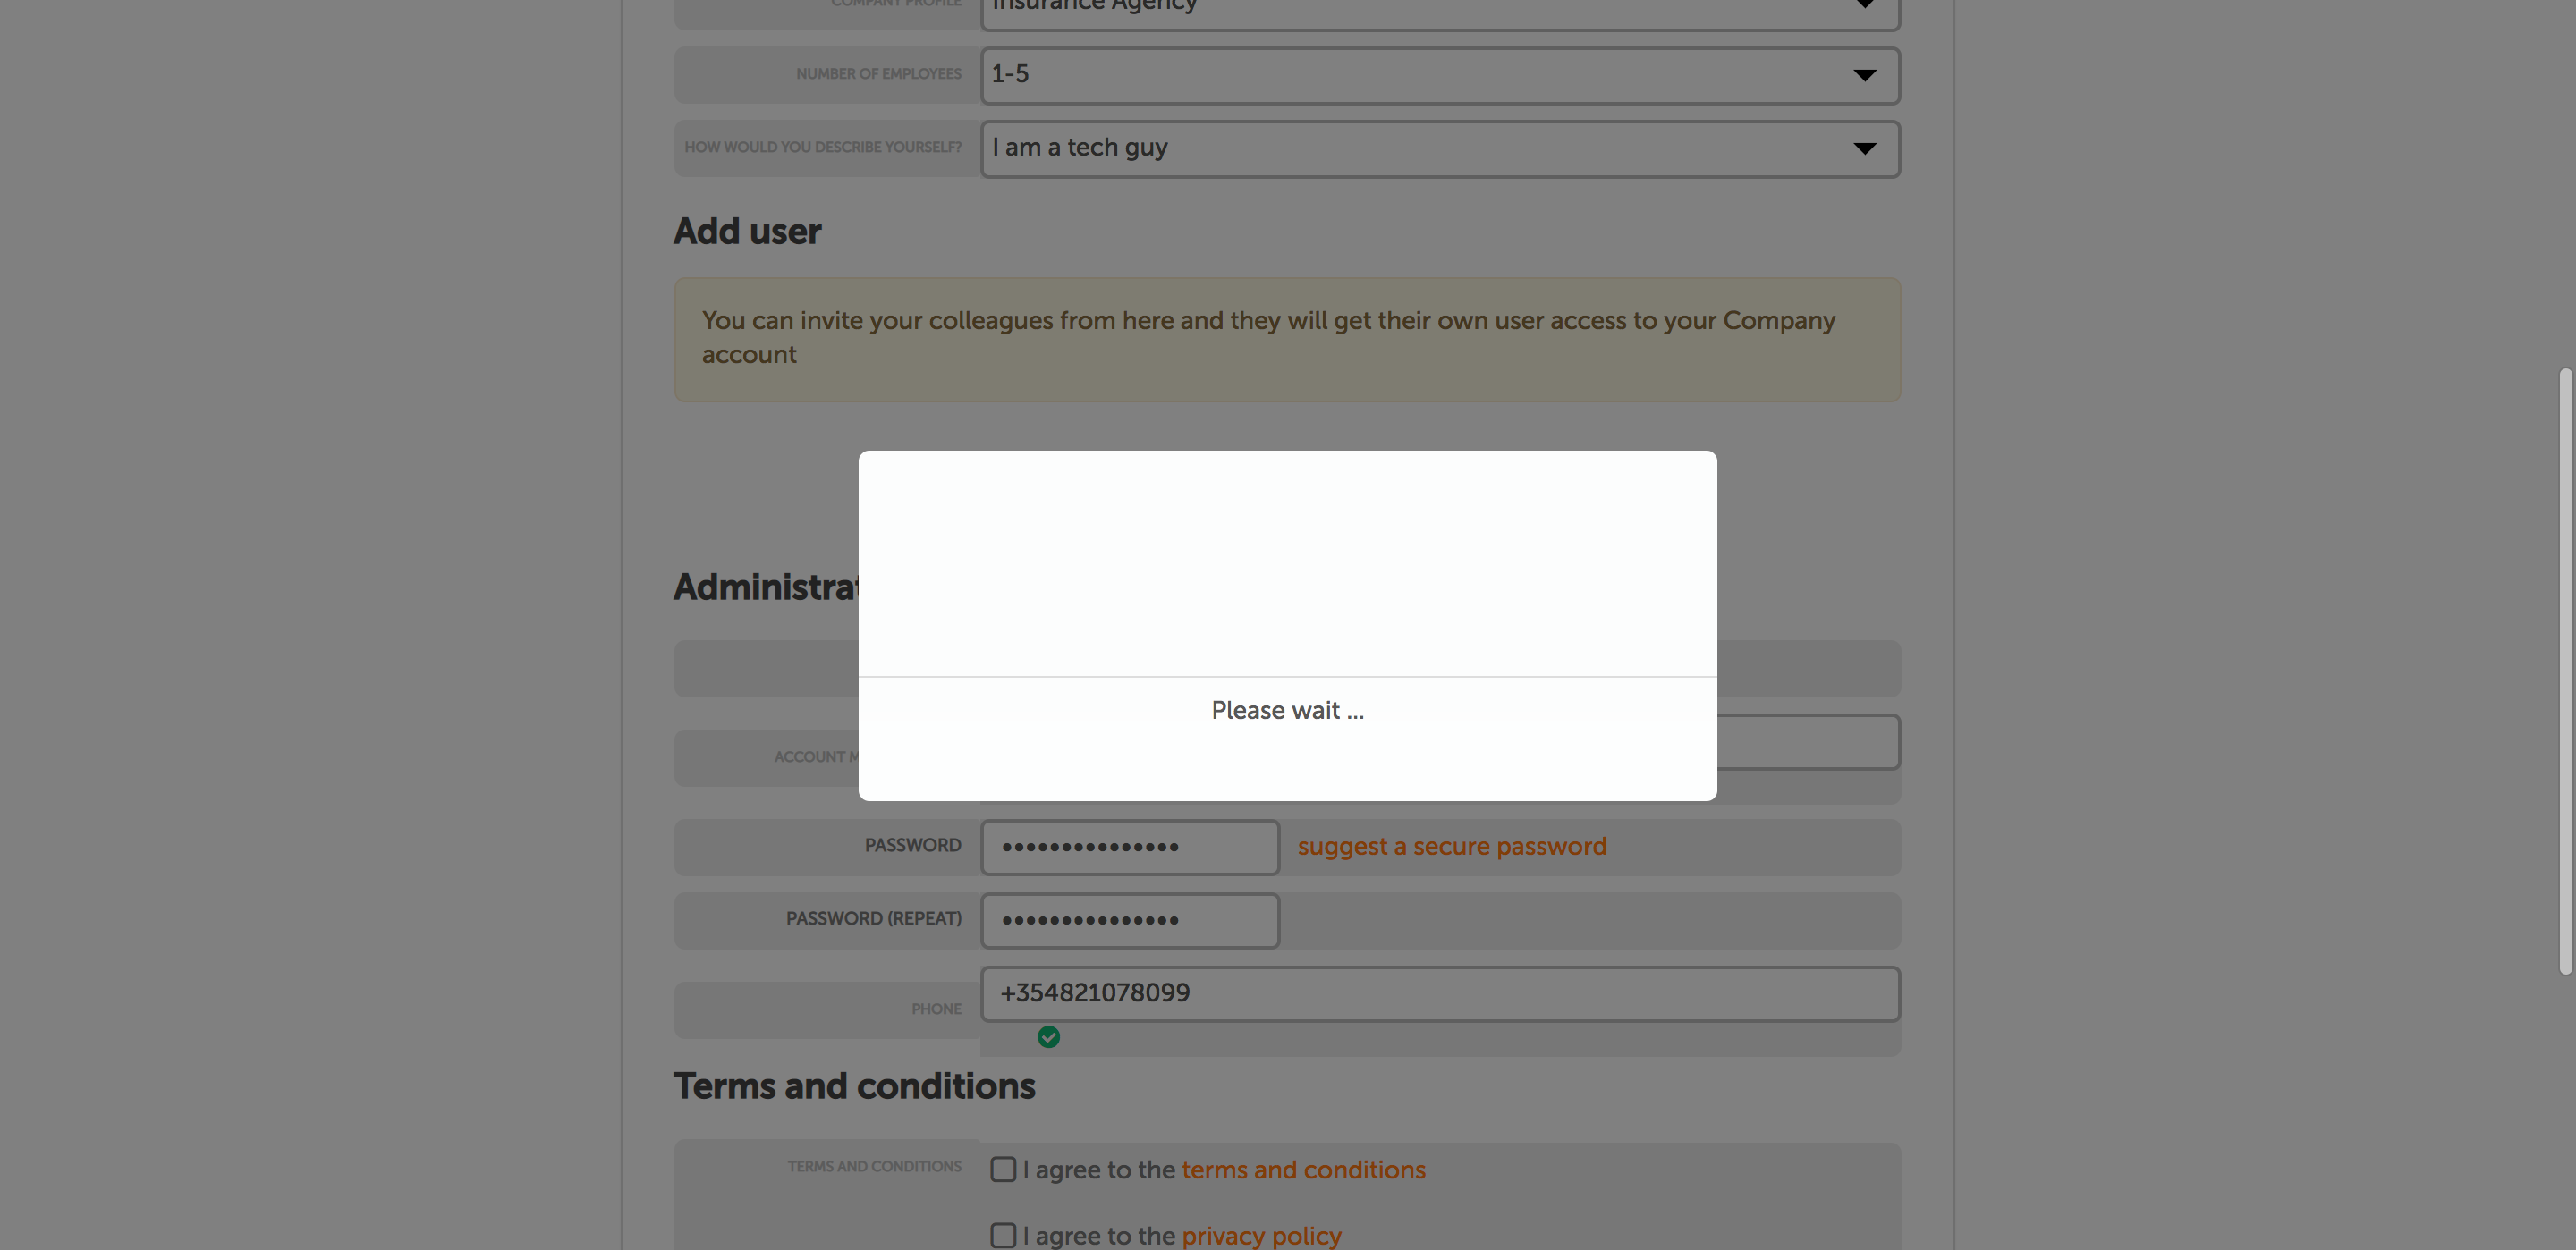 COMPANY PROFILE
Insurance Agency
NUMBER OF EMPLOYEES
1-5
HOW WOULD YOU DESCRIBE YOURSELF?
I am a tech guy
Add user
You can invite your colleagues from here and they will get their own user access to your Company
account
Administrat
Please wait ...
ACCOUNT M
PASSWORD
suggest a secure password
PASSWORD (REPEAT)
PHONE
+354821078099
Terms and conditions
TERMS AND CONDITIONS
I agree to the terms and conditions
I agree to the privacy policy